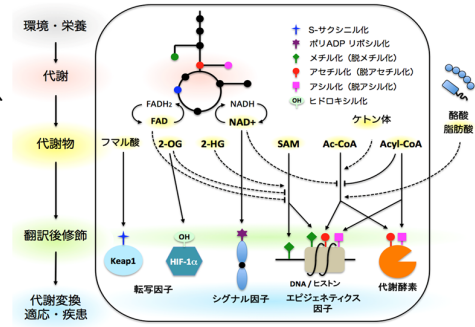 環境・栄養
代謝
代謝物
翻訳後修飾
代謝変換
適応・疾患
S-サクシニル化
ポリADP リボシル化
メチル化（脱メチル化）
アセチル化（脱アセチル化）
アシル化（脱アシル化）
OH ヒドロキシル化
FADH₂
FAD
NADH
NAD+
ケトン体
酪酸
脂肪酸
フマル酸
2-OG
2-HG
SAM
Ac-CoA
Acyl-CoA
Keap1
OH
HIF-1α
転写因子
シグナル因子
DNA / ヒストン
エピジェネティクス
因子
代謝酵素